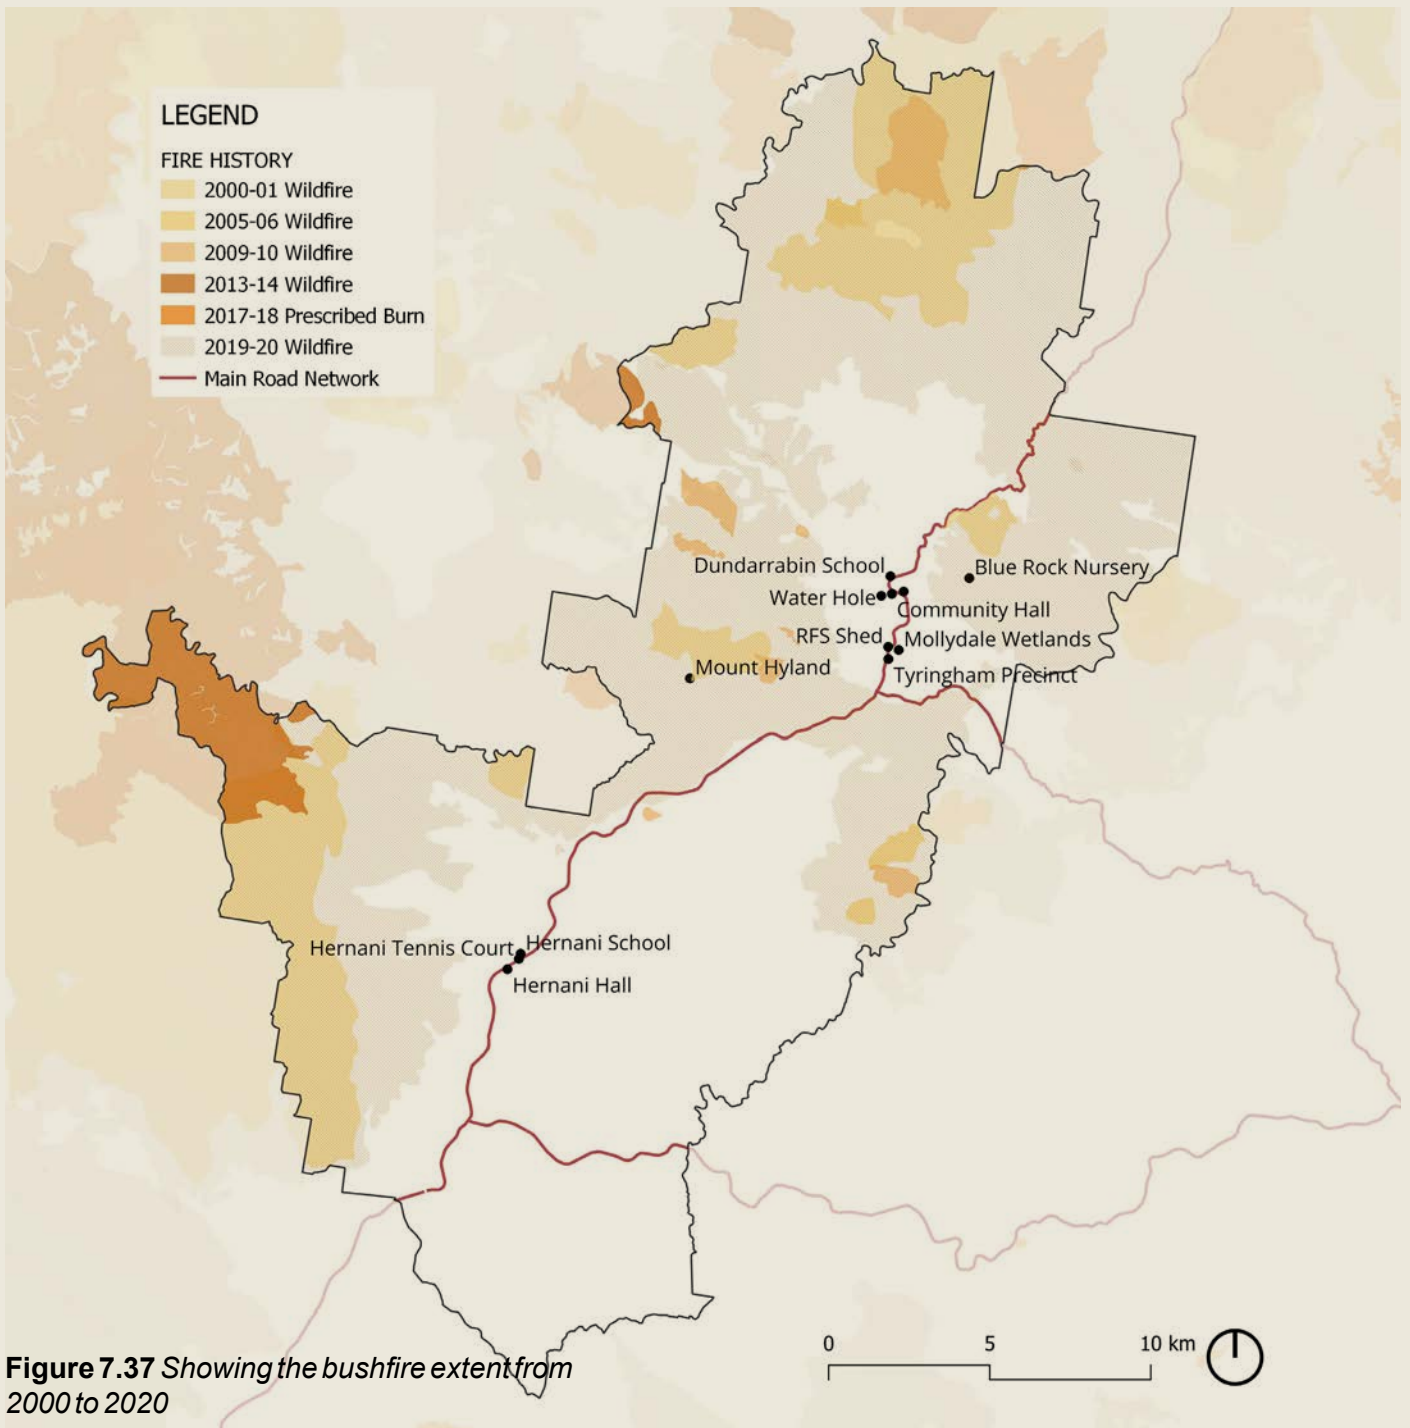 LEGEND
FIRE HISTORY
2000-01 Wildfire
2005-06 Wildfire
2009-10 Wildfire
2013-14 Wildfire
2017-18 Prescribed Burn
2019-20 Wildfire
Main Road Network
Dundarrabin School
Blue Rock Nursery
Water Hole
Community Hall
RFS Shed
Mollydale Wetlands
Mount Hyland
Tyringham Precinct
Hernani Tennis Court
Hernani School
Hernani Hall
0 5 10 km
Figure 7.37 Showing the bushfire extent from
2000 to 2020